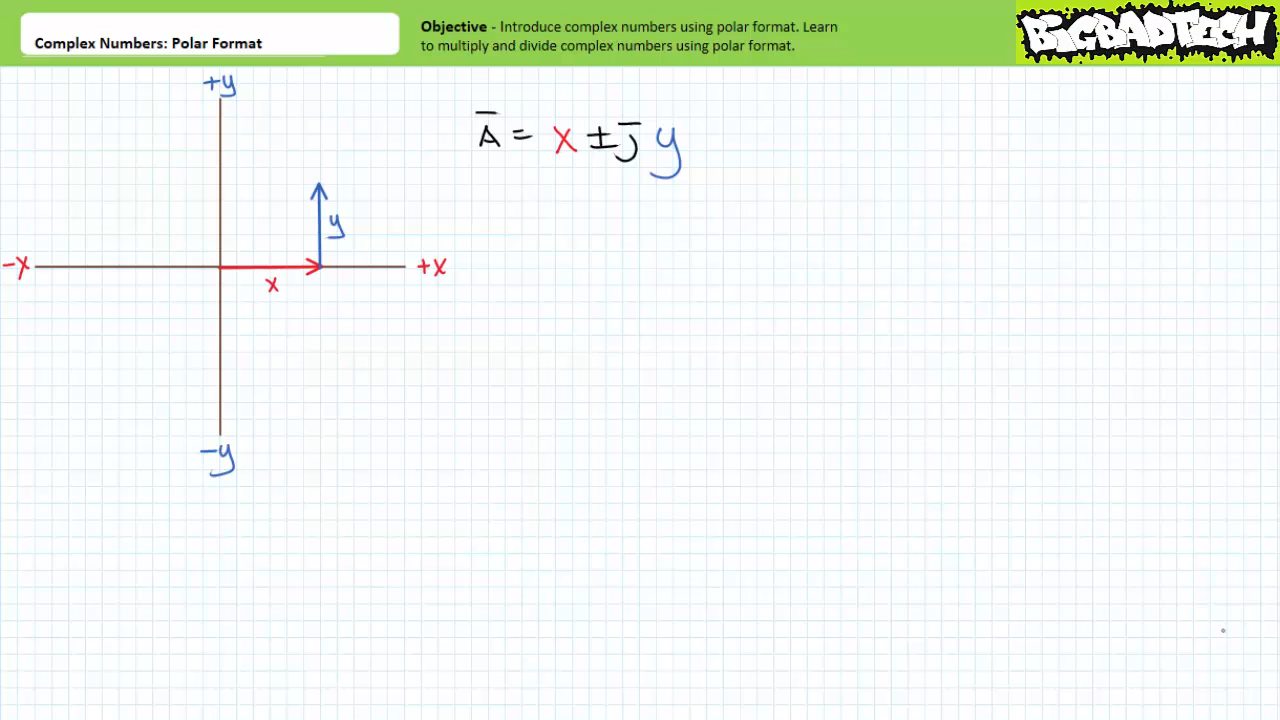 Complex Numbers: Polar Format
Objective - Introduce complex numbers using polar format. Learn
to multiply and divide complex numbers using polar format.
BIGBADTECH
+y
Ā = x ± j̄ y
y
-x
+x
x
-y